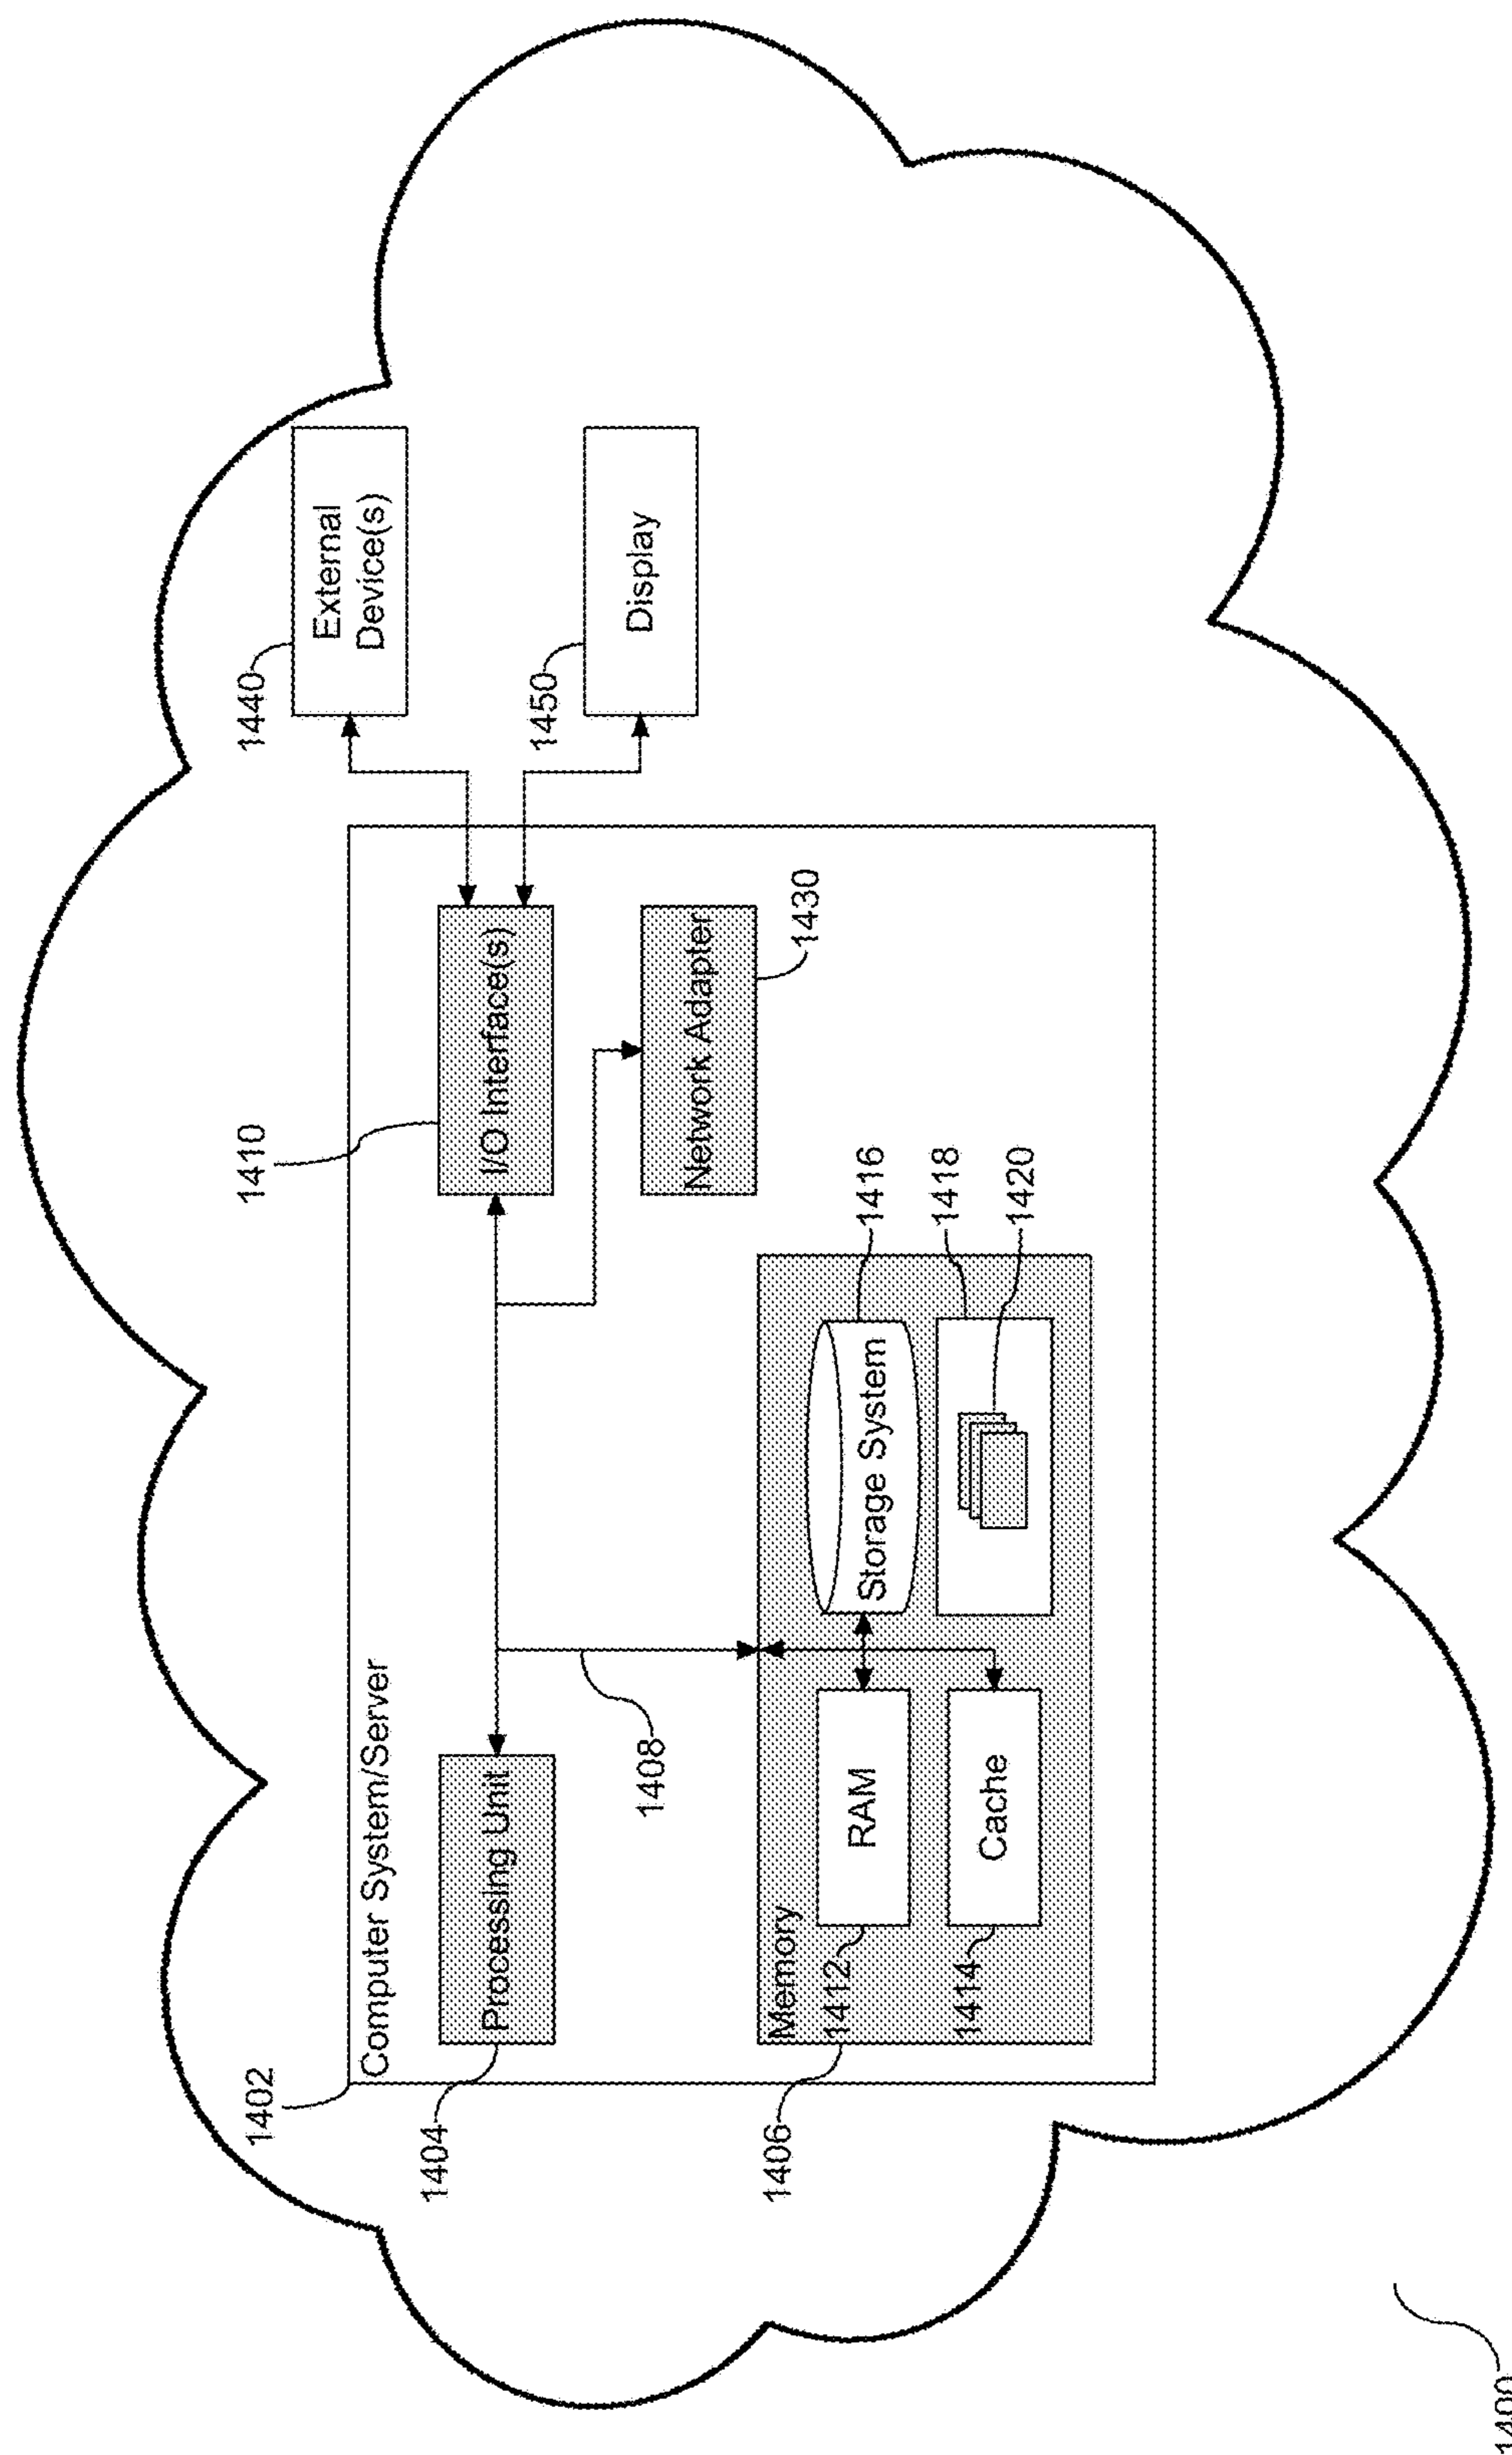 1402
Computer System/Server
1404
Processing Unit
1408
1410
I/O Interface(s)
1440
External
Device(s)
1450
Display
Network Adapter
1430
1406
Memory
1412
RAM
Storage System
1416
1414
Cache
1418
1420
1400